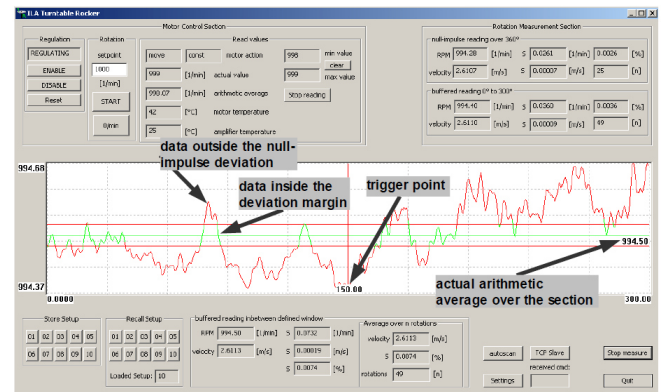 ILA Turntable Rocker
Motor Control Section
Regulation
REGULATING
ENABLE
DISABLE
Reset
Rotation
setpoint
1000
[1/min]
START
0/min
Read values
move const motor action 998 min value
clear
999 [1/min] actual value 999 max value
998.07 [1/min] arithmetic average Stop reading
42 [°C] motor temperature
25 [°C] amplifier temperature
Rotation Measurement Section
null-impulse reading over 360°
RPM 994.28 [1/min] S 0.0261 [1/min] 0.0026 [%]
velocity 2.6107 [m/s] S 0.00007 [m/s] 25 [n]
buffered reading 0° to 300°
RPM 994.40 [1/min] S 0.0360 [1/min] 0.0036 [%]
velocity 2.6110 [m/s] S 0.00009 [m/s] 49 [n]
data outside the null-
impulse deviation
data inside the
deviation margin
trigger point
actual arithmetic
average over the section
994.68
994.50
994.37
0.0000
150.00
300.00
Store Setup
01 02 03 04 05
06 07 08 09 10
Recall Setup
01 02 03 04 05
06 07 08 09 10
Loaded Setup: 10
buffered reading inbetween defined window
RPM 994.50 [1/min] S 0.0732 [1/min]
velocity 2.6113 [m/s] S 0.00019 [m/s]
S 0.0074 [%]
Average over n rotations
velocity 2.6113 [m/s]
S 0.0074 [%]
rotations 49 [n]
autoscan
TCP Slave
Stop measure
received cmd:
Settings
Quit